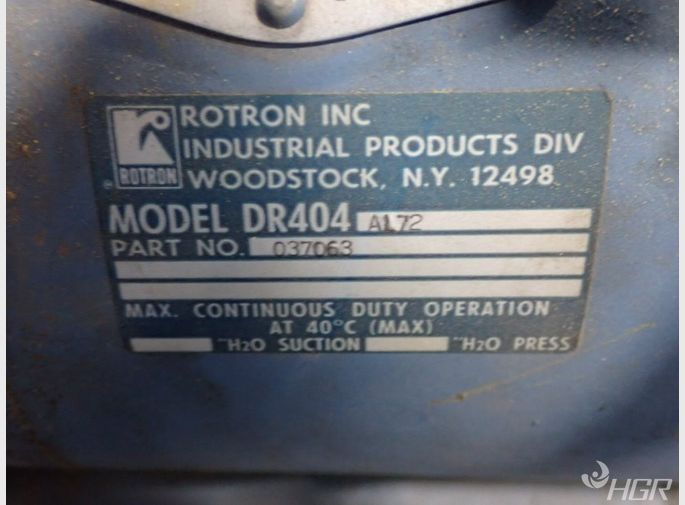 ROTRON INC
INDUSTRIAL PRODUCTS DIV
® ROTRON
WOODSTOCK, N.Y. 12498
MODEL DR404 AL72
PART NO. 037063
MAX. CONTINUOUS DUTY OPERATION
AT 40°C (MAX)
"H2O SUCTION "H2O PRESS
HGR